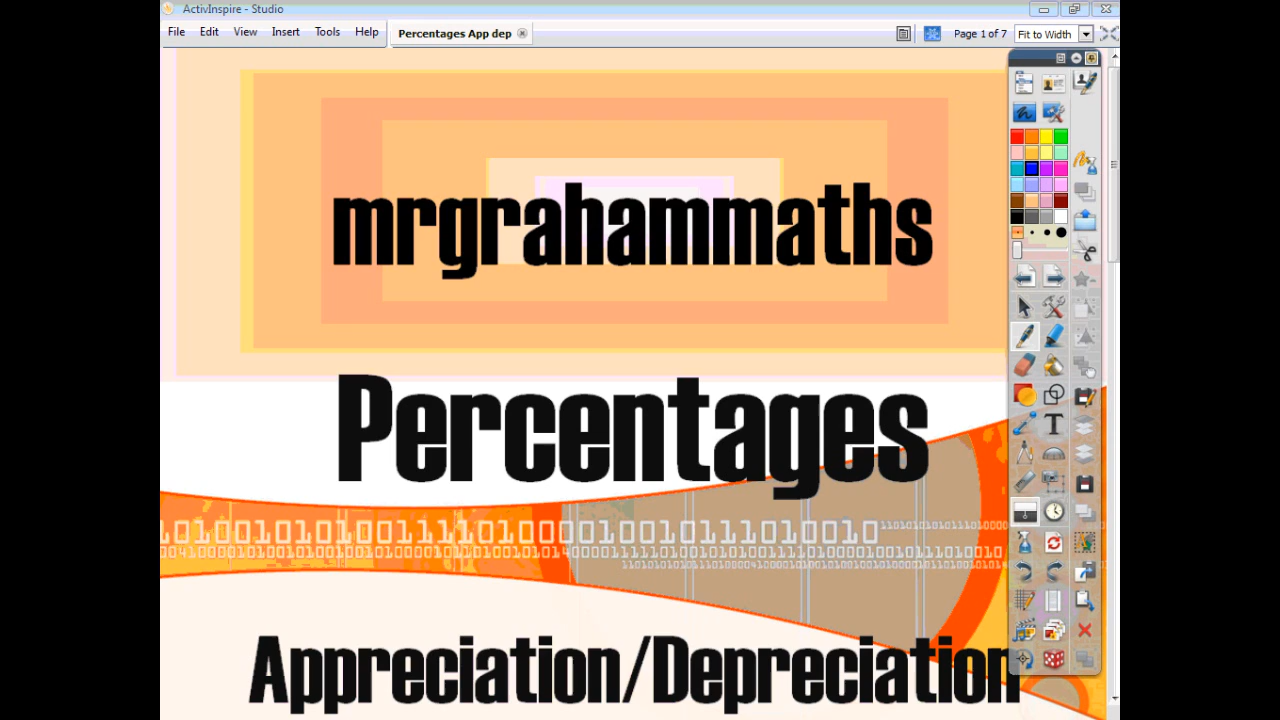 ActivInspire - Studio
File Edit View Insert Tools Help
Percentages App dep
Page 1 of 7
Fit to Width
mrgrahammaths
Percentages
Appreciation/Depreciation